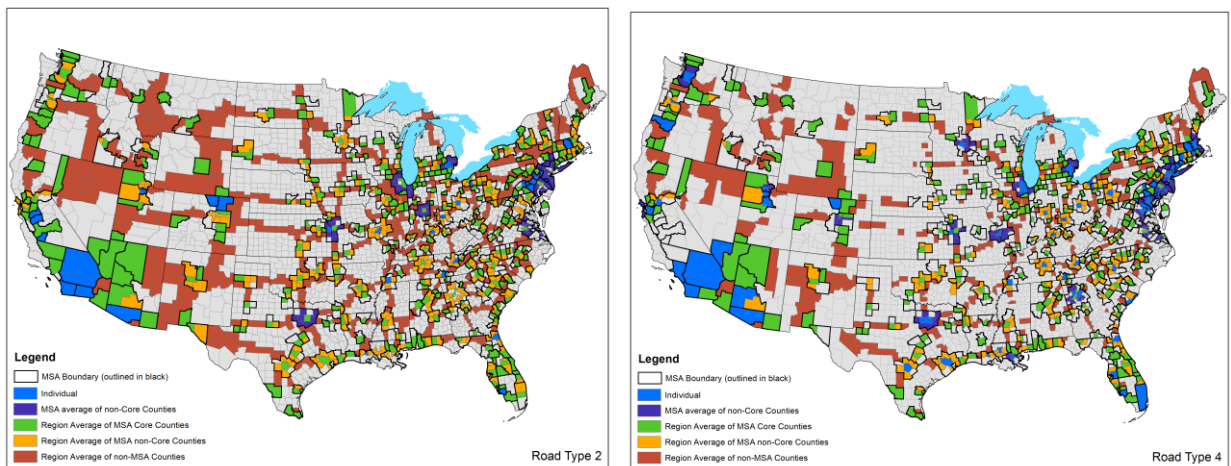 Legend
MSA Boundary (outlined in black)
Individual
MSA average of non-Core Counties
Region Average of MSA Core Counties
Region Average of MSA non-Core Counties
Region Average of non-MSA Counties
Road Type 2
Legend
MSA Boundary (outlined in black)
Individual
MSA average of non-Core Counties
Region Average of MSA Core Counties
Region Average of MSA non-Core Counties
Region Average of non-MSA Counties
Road Type 4